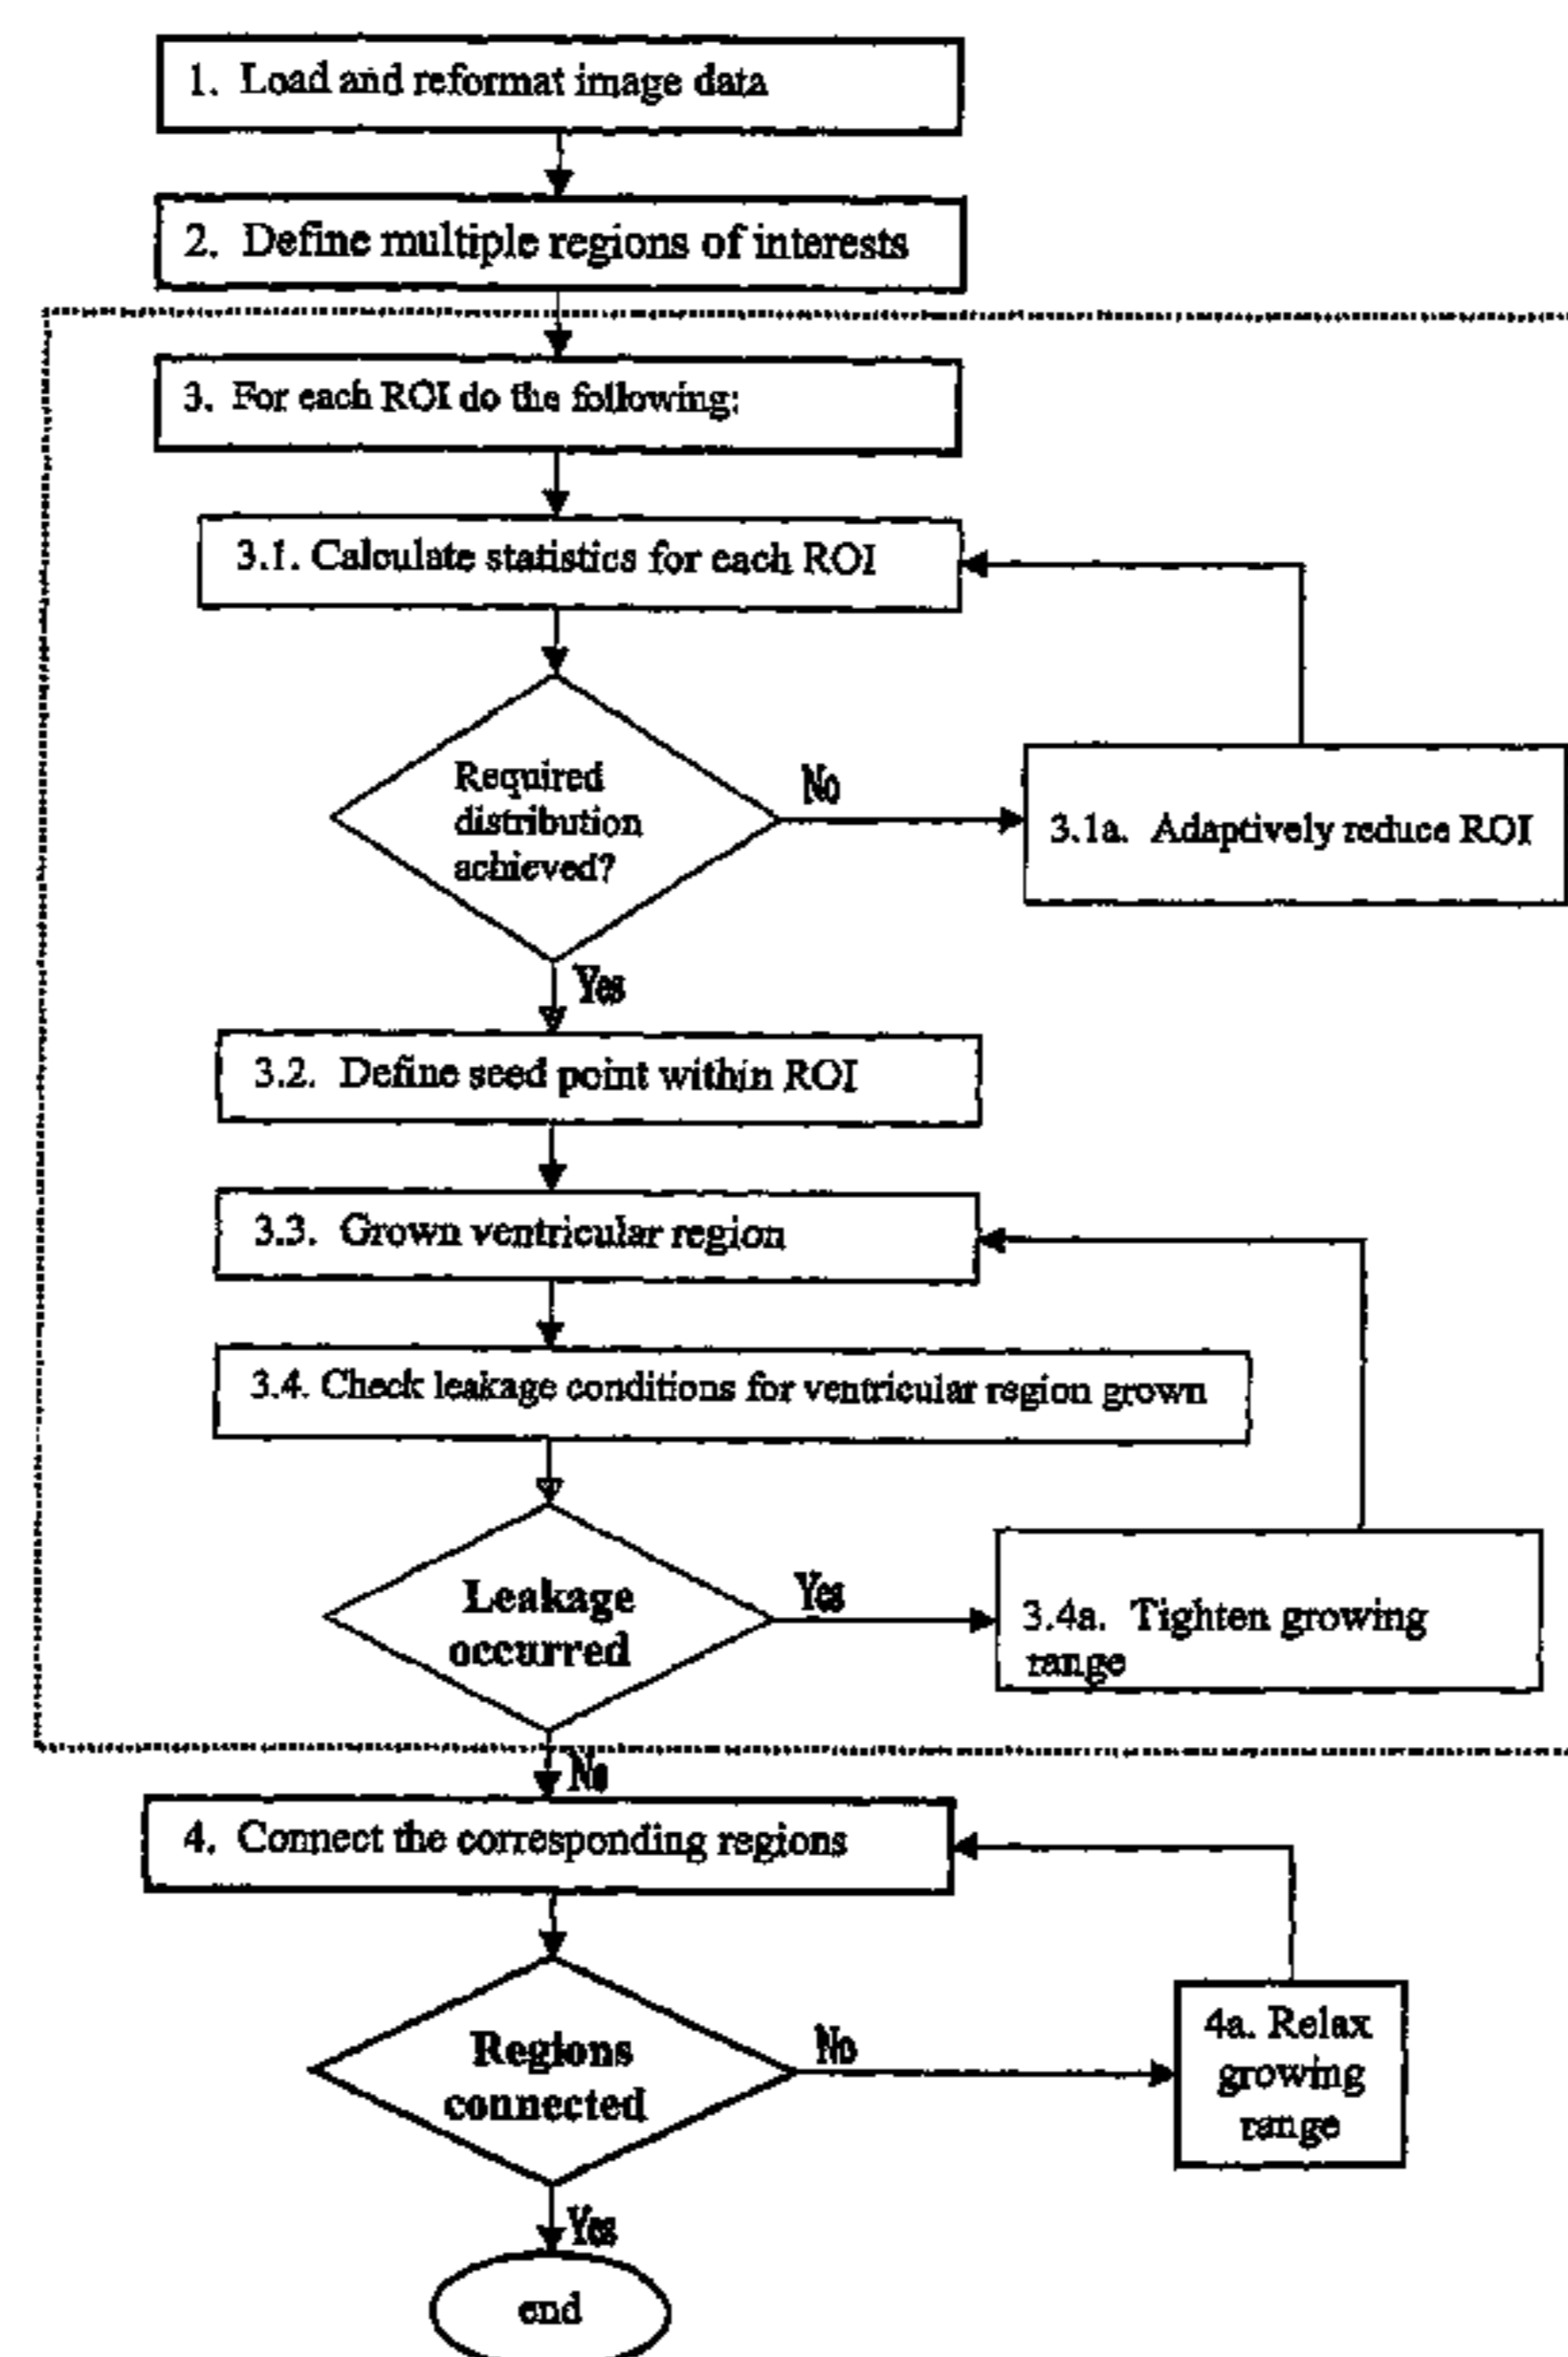 1. Load and reformat image data
2. Define multiple regions of interests
3. For each ROI do the following:
3.1. Calculate statistics for each ROI
Required
distribution
achieved?
No
3.1a. Adaptively reduce ROI
Yes
3.2. Define seed point within ROI
3.3. Grown ventricular region
3.4. Check leakage conditions for ventricular region grown
Leakage
occurred
Yes
3.4a. Tighten growing
range
No
4. Connect the corresponding regions
Regions
connected
No
4a. Relax
growing
range
Yes
end